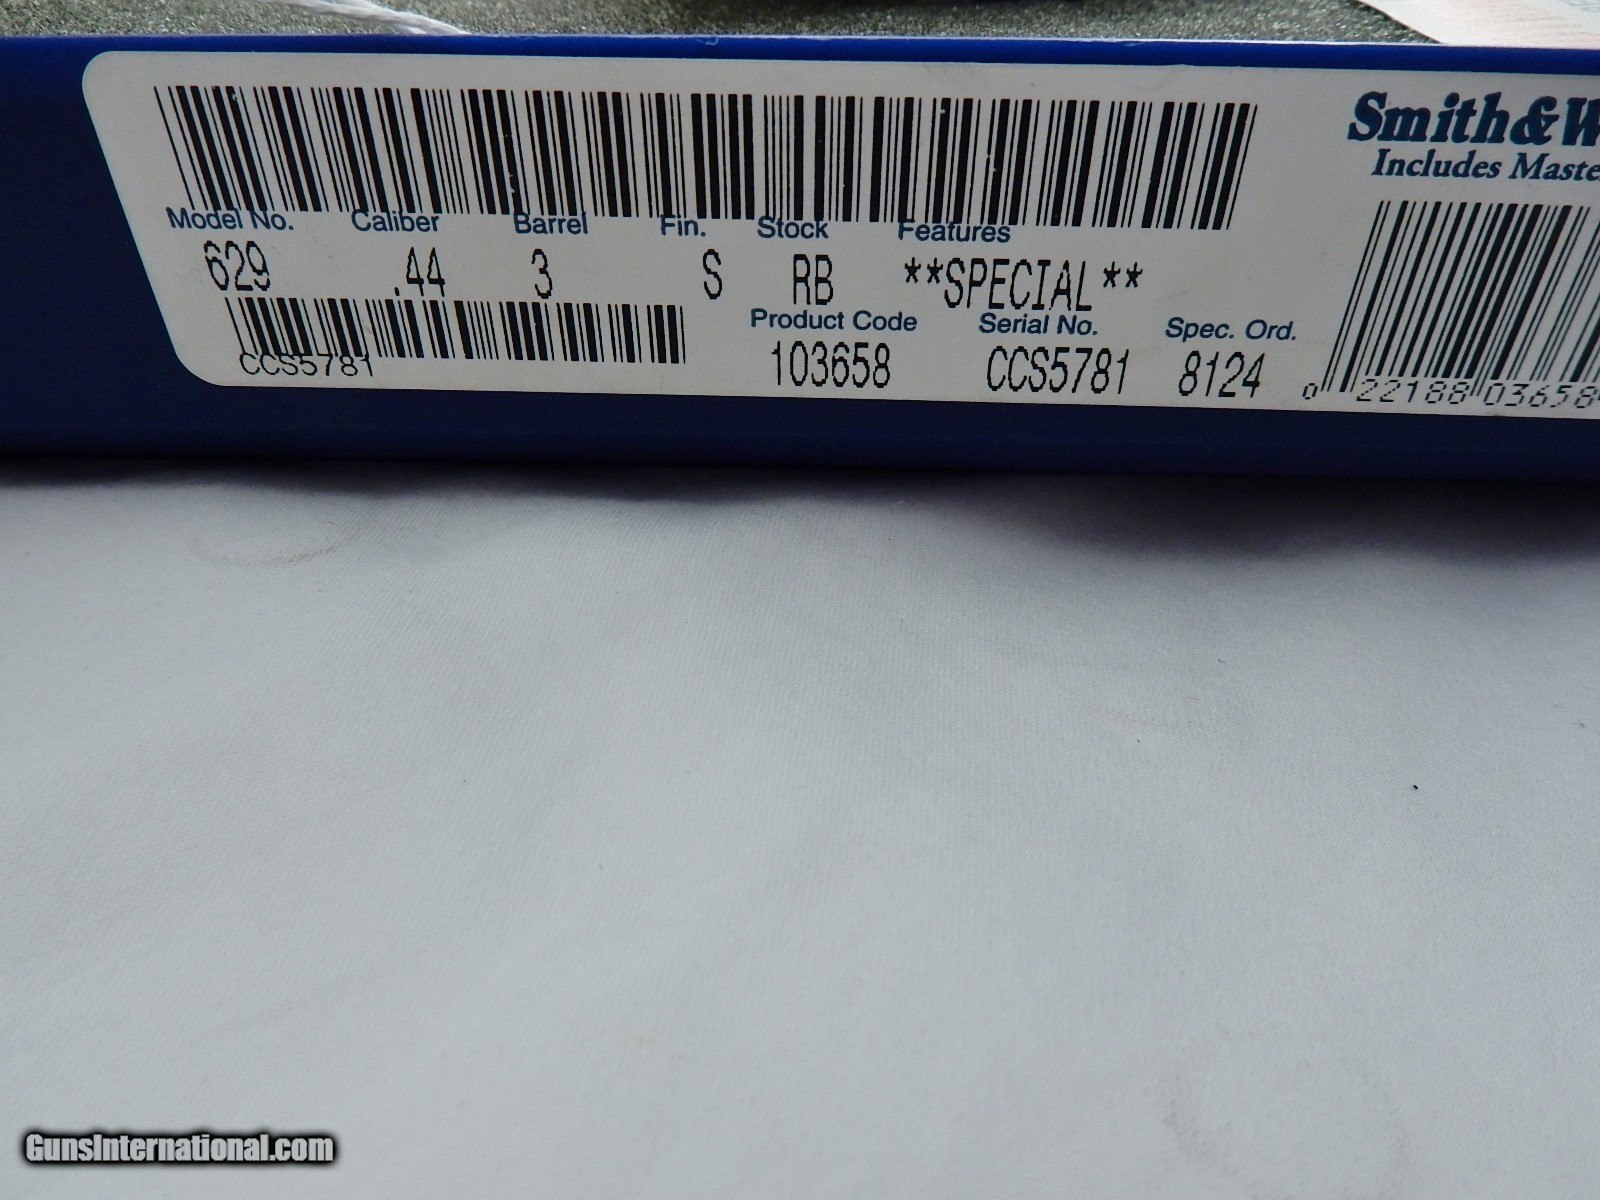 Smith&W
Includes Maste
Model No. Caliber Barrel Fin. Stock Features
629 .44 3 S RB **SPECIAL**
Product Code Serial No. Spec. Ord.
CCS5781 103658 CCS5781 8124
0 22188 03658
GunsInternational.com